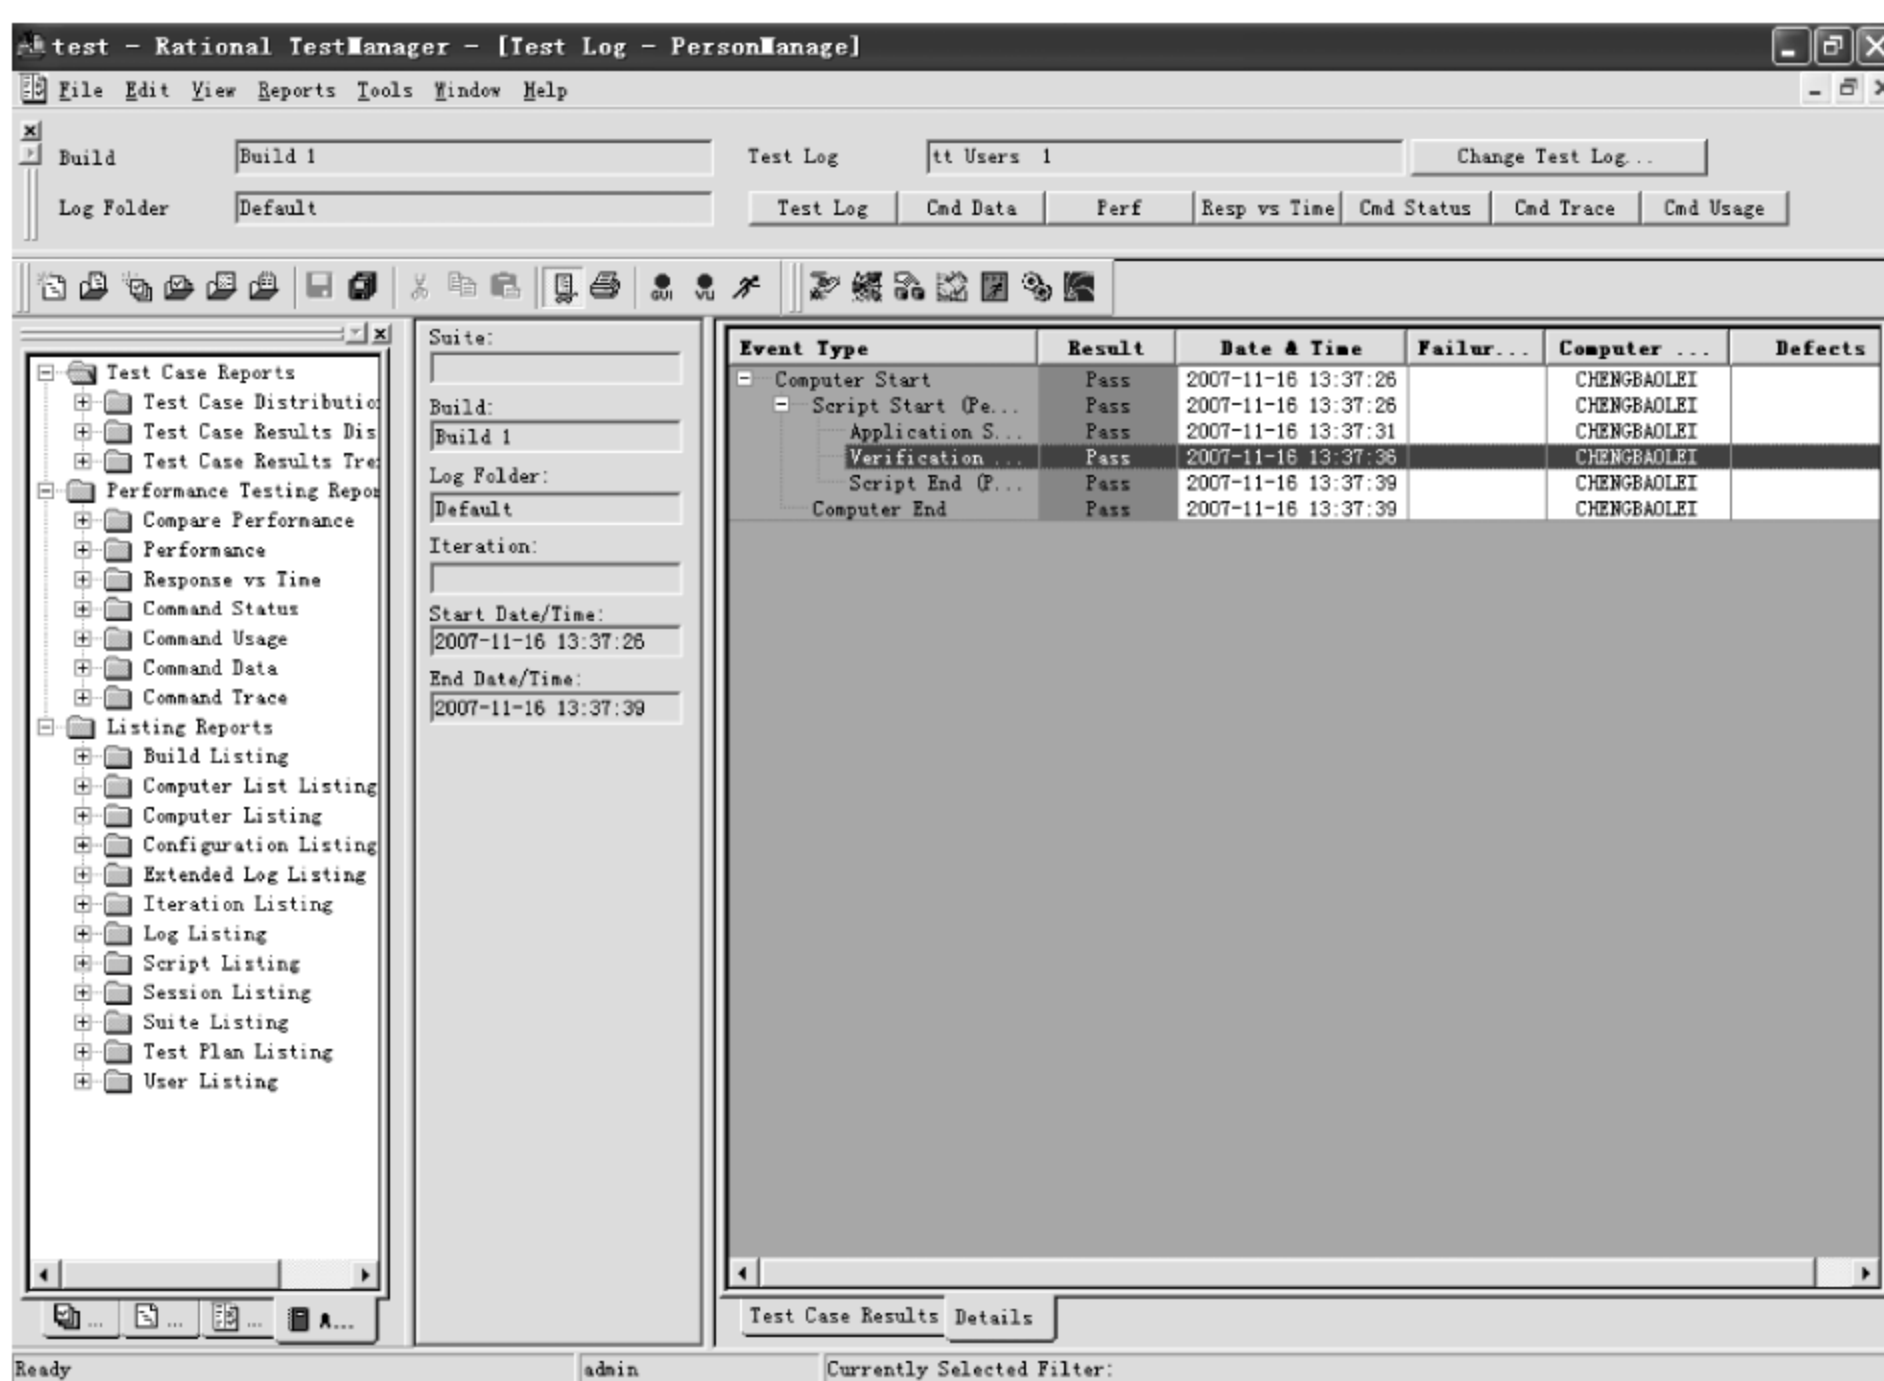 test - Rational TestManager - [Test Log - PersonManage]
File Edit View Reports Tools Window Help
Build Build 1 Test Log tt Users 1 Change Test Log...
Log Folder Default Test Log Cmd Data Perf Resp vs Time Cmd Status Cmd Trace Cmd Usage
GUI VU
Test Case Reports
Test Case Distributio
Test Case Results Dis
Test Case Results Tre
Performance Testing Repor
Compare Performance
Performance
Response vs Time
Command Status
Command Usage
Command Data
Command Trace
Listing Reports
Build Listing
Computer List Listing
Computer Listing
Configuration Listing
Extended Log Listing
Iteration Listing
Log Listing
Script Listing
Session Listing
Suite Listing
Test Plan Listing
User Listing
... ... ... A...
Suite:
Build:
Build 1
Log Folder:
Default
Iteration:
Start Date/Time:
2007-11-16 13:37:26
End Date/Time:
2007-11-16 13:37:39
Event Type Result Date & Time Failur... Computer ... Defects
Computer Start Pass 2007-11-16 13:37:26 CHENGBAOLEI
Script Start (Pe... Pass 2007-11-16 13:37:26 CHENGBAOLEI
Application S... Pass 2007-11-16 13:37:31 CHENGBAOLEI
Verification ... Pass 2007-11-16 13:37:36 CHENGBAOLEI
Script End (P... Pass 2007-11-16 13:37:39 CHENGBAOLEI
Computer End Pass 2007-11-16 13:37:39 CHENGBAOLEI
Test Case Results Details
Ready admin Currently Selected Filter: